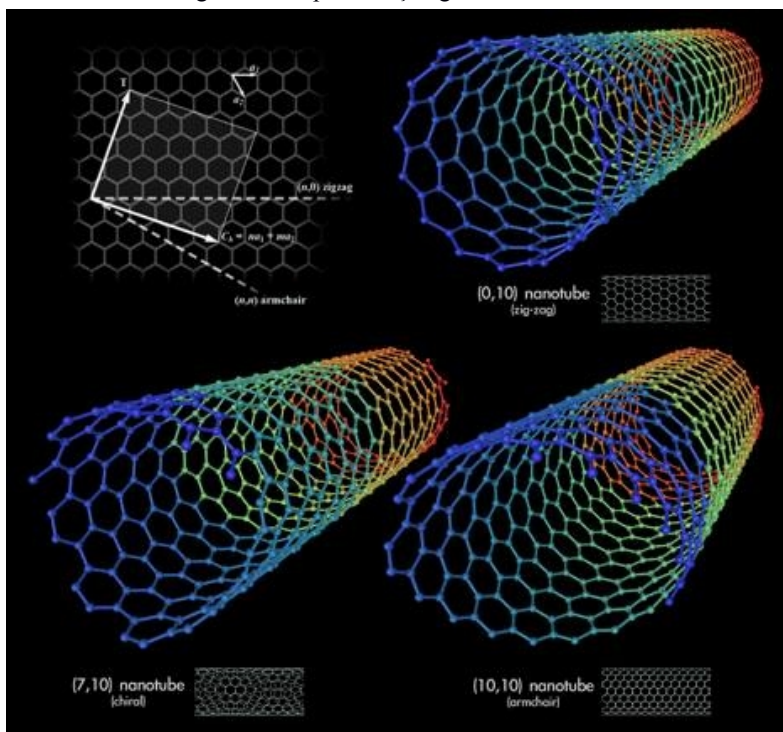 T
a₁
a₂
(n,0) zigzag
Cₕ = na₁ + ma₂
(n,n) armchair
(0,10) nanotube
(zig-zag)
(7,10) nanotube
(chiral)
(10,10) nanotube
(armchair)